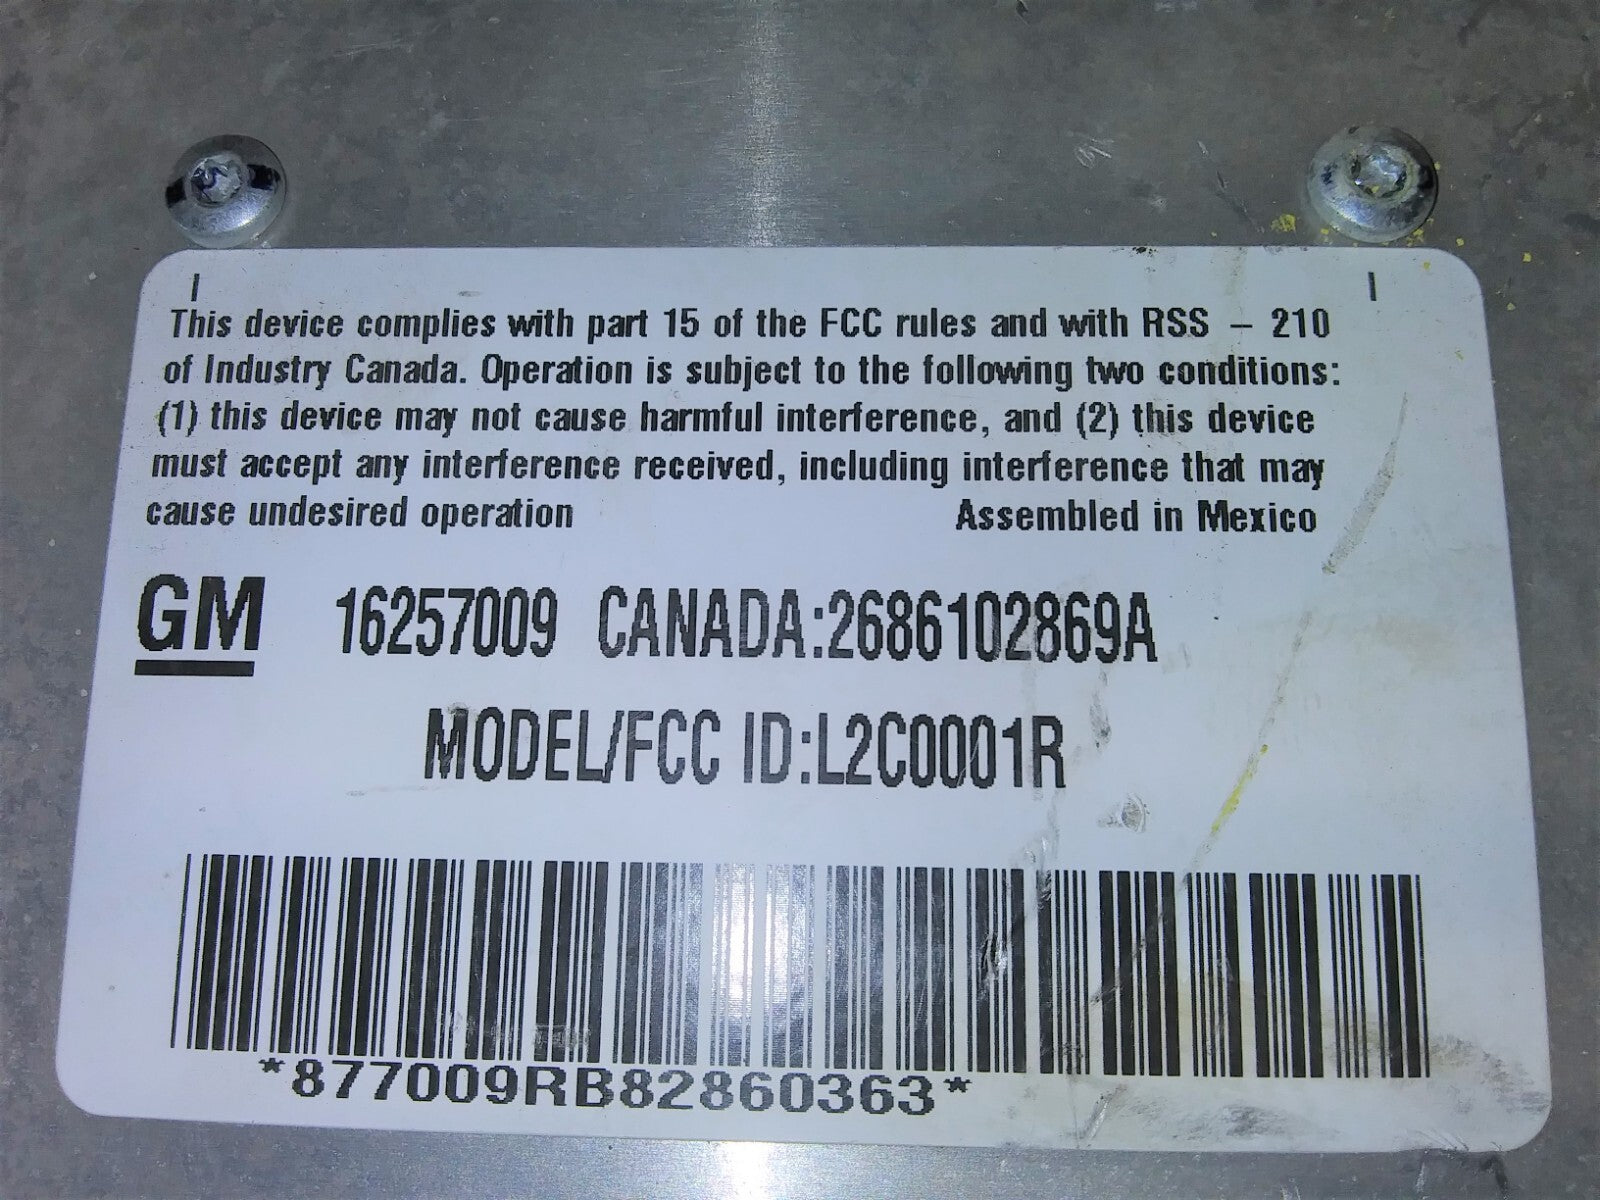 This device complies with part 15 of the FCC rules and with RSS – 210
of Industry Canada. Operation is subject to the following two conditions:
(1) this device may not cause harmful interference, and (2) this device
must accept any interference received, including interference that may
cause undesired operation Assembled in Mexico
GM 16257009 CANADA:2686102869A
MODEL/FCC ID:L2C0001R
*877009RB82860363*